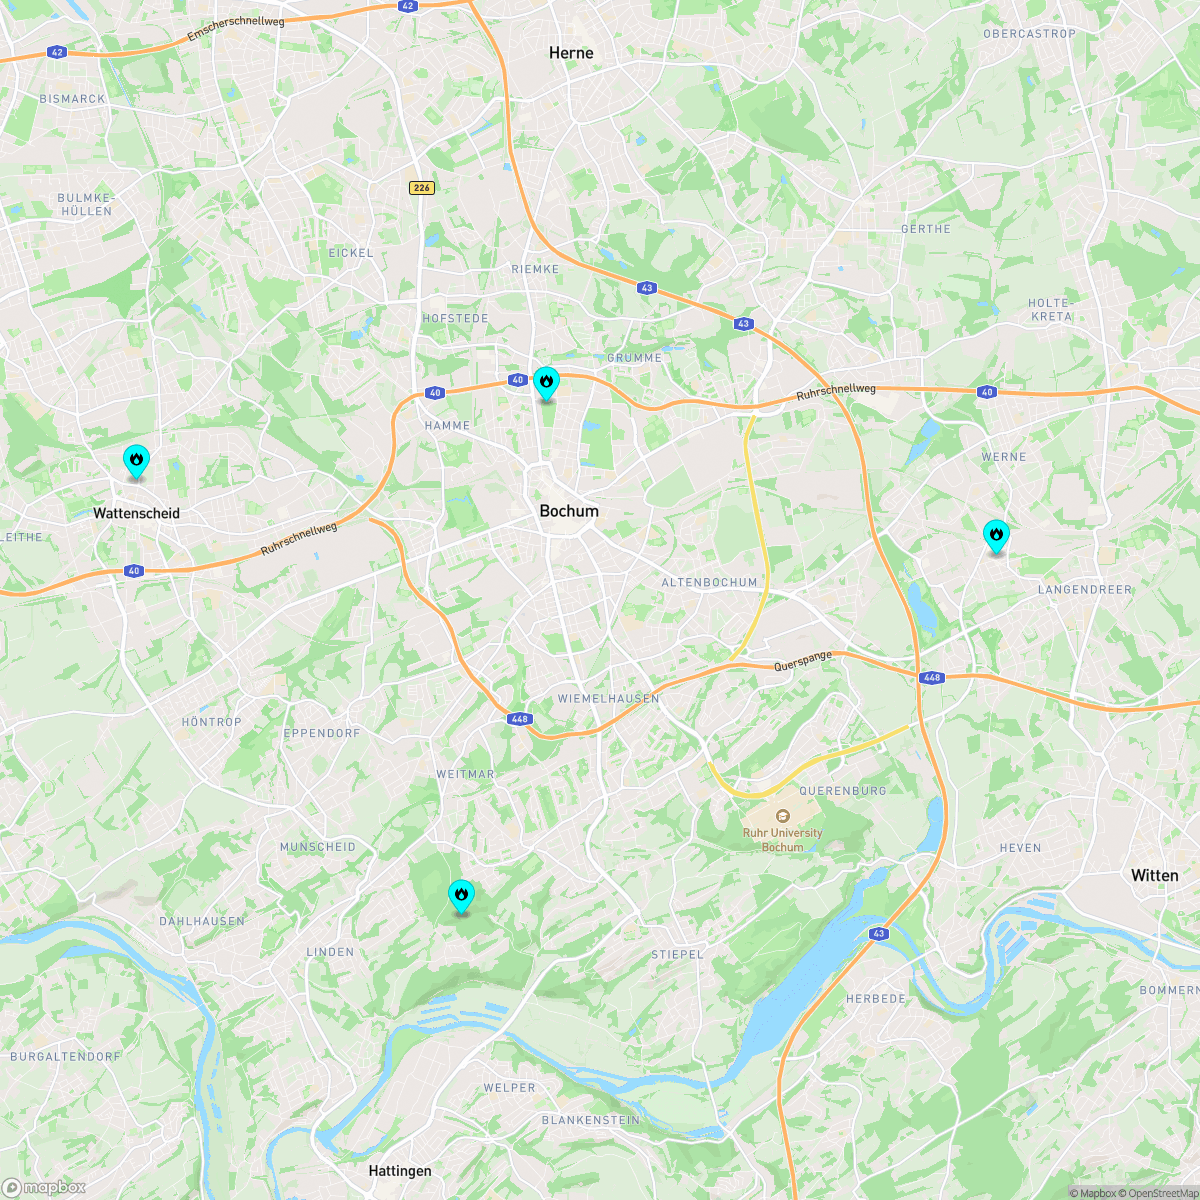 42
Emscherschnellweg
42
Herne
OBERCASTROP
BISMARCK
226
BULMKE-
HÜLLEN
EICKEL
RIEMKE
GERTHE
43
HOLTE-
KRETA
HOFSTEDE
43
GRUMME
40
40
Ruhrschnellweg
40
HAMME
WERNE
Wattenscheid
Bochum
LEITHE
Ruhrschnellweg
40
ALTENBOCHUM
LANGENDREER
Querspange
448
WIEMELHAUSEN
HÖNTROP
448
EPPENDORF
WEITMAR
QUERENBURG
Ruhr University
Bochum
MUNSCHEID
HEVEN
Witten
DAHLHAUSEN
43
LINDEN
STIEPEL
HERBEDE
BOMMERN
BURGALTENDORF
WELPER
BLANKENSTEIN
Hattingen
mapbox
© Mapbox © OpenStreetMap